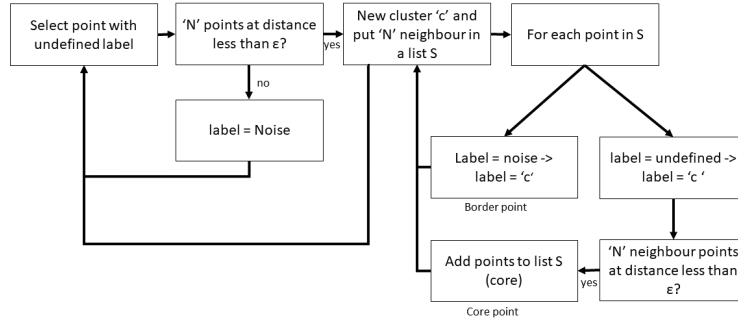 Select point with
undefined label
‘N’ points at distance
less than ε?
yes
New cluster ‘c’ and
put ‘N’ neighbour in
a list S
For each point in S
no
label = Noise
Label = noise ->
label = ‘c‘
Border point
label = undefined ->
label = ‘c ‘
Add points to list S
(core)
Core point
yes
‘N’ neighbour points
at distance less than
ε?